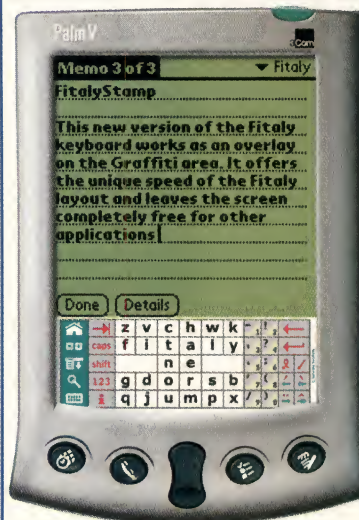 Palm V
3Com
Memo 3 of 3 Fitaly
FitalyStamp
This new version of the Fitaly
keyboard works as an overlay
on the Graffiti area. It offers
the unique speed of the Fitaly
layout and leaves the screen
completely free for other
applications
Done Details
z v c h w k
caps f i t a l y
shift n e
123 g d o r s b
i q j u m p x